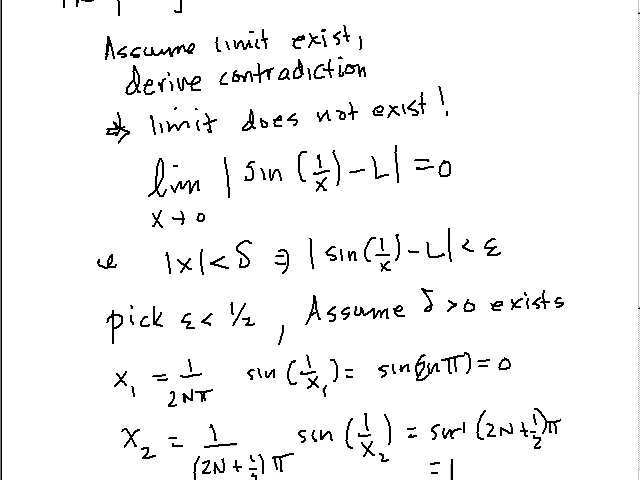 Assume limit exist,
derive contradiction
⇒ limit does not exist!
lim | sin (1/x) - L | = 0
x → 0
ie |x| < δ ⇒ | sin(1/x) - L | < ε
pick ε < 1/2, Assume δ > 0 exists
x₁ = 1/2Nπ sin (1/x₁) = sin(2Nπ) = 0
x₂ = 1/(2N + 1/2)π sin (1/x₂) = sin (2N + 1/2)π
= 1